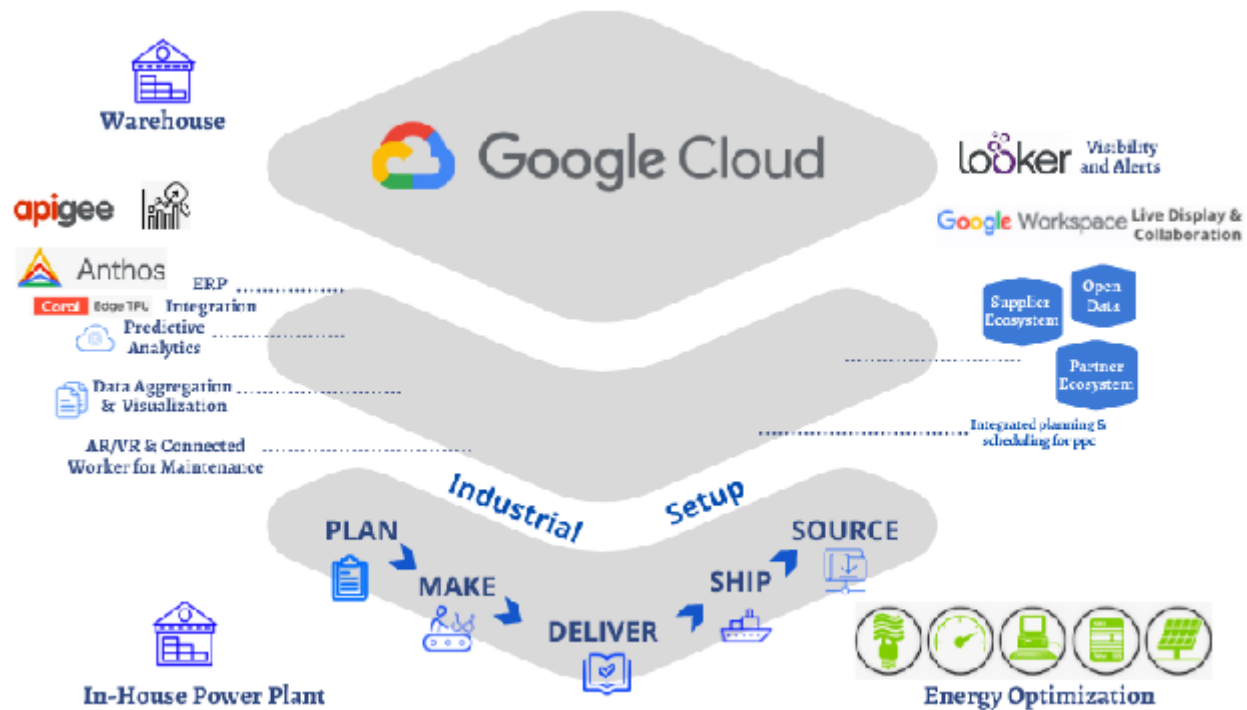 Warehouse
Google Cloud
looker Visibility
and Alerts
apigee
Google Workspace Live Display &
Collaboration
Anthos
ERP
Coral Edge TPU Integration
Predictive
Analytics
Supplier
Ecosystem
Open
Data
Partner
Ecosystem
Data Aggregation
& Visualization
Integrated planning &
scheduling for ppc
AR/VR & Connected
Worker for Maintenance
Industrial Setup
PLAN
MAKE
DELIVER
SHIP
SOURCE
In-House Power Plant
Energy Optimization